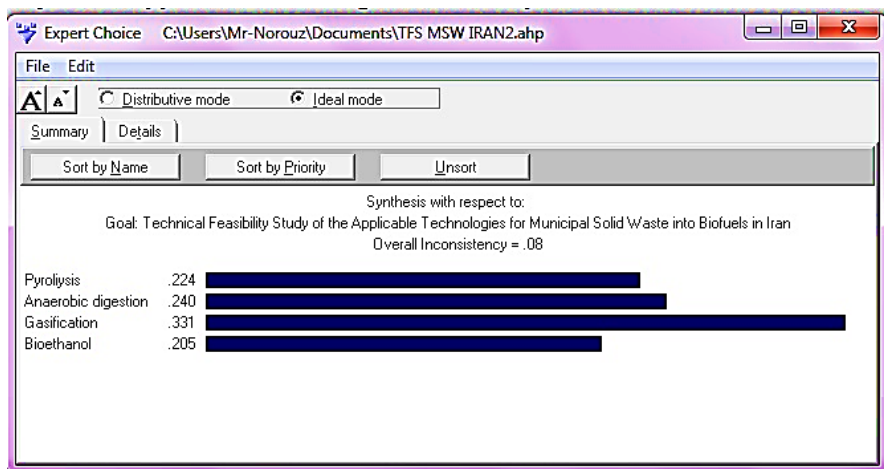 Expert Choice C:\Users\Mr-Norouz\Documents\TFS MSW IRAN2.ahp
File Edit
A A Distributive mode Ideal mode
Summary Details
Sort by Name Sort by Priority Unsort
Synthesis with respect to:
Goal: Technical Feasibility Study of the Applicable Technologies for Municipal Solid Waste into Biofuels in Iran
Overall Inconsistency = .08
Pyroliysis .224
Anaerobic digestion .240
Gasification .331
Bioethanol .205